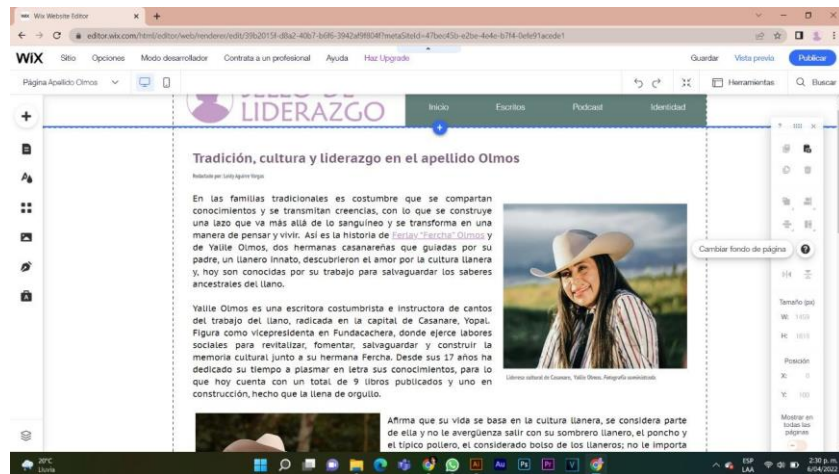 Wix Website Editor
editor.wix.com/html/editor/web/renderer/edit/39b2015f-d8a2-40b7-b6f6-3942af9f804f?metaSiteId=47bec45b-e2be-4e4e-b7f4-0efe91acede1
WiX Sitio Opciones Modo desarrollador Contrata a un profesional Ayuda Haz Upgrade Guardar Vista previa Publicar
Página Apellido Olmos Herramientas Buscar
LIDERAZGO
Inicio Escritos Podcast Identidad
Tradición, cultura y liderazgo en el apellido Olmos
En las familias tradicionales es costumbre que se compartan
conocimientos y se transmitan creencias, con lo que se construye
una lazo que va más allá de lo sanguíneo y se transforma en una
manera de pensar y vivir. Así es la historia de Ferlay "Fercha" Olmos y
de Yalile Olmos, dos hermanas casanareñas que guiadas por su
padre, un llanero innato, descubrieron el amor por la cultura llanera
y, hoy son conocidas por su trabajo para salvaguardar los saberes
ancestrales del llano.
Yalile Olmos es una escritora costumbrista e instructora de cantos
del trabajo del llano, radicada en la capital de Casanare, Yopal.
Figura como vicepresidenta en Fundacachera, donde ejerce labores
sociales para revitalizar, fomentar, salvaguardar y construir la
memoria cultural junto a su hermana Fercha. Desde sus 17 años ha
dedicado su tiempo a plasmar en letra sus conocimientos, para lo
que hoy cuenta con un total de 9 libros publicados y uno en
construcción, hecho que la llena de orgullo.
Lideresa cultural de Casanare, Yalile Olmos. Fotografía suministrada
Afirma que su vida se basa en la cultura llanera, se considera parte
de ella y no le avergüenza salir con su sombrero llanero, el poncho y
el típico pollero, el considerado bolso de los llaneros; no le importa
Cambiar fondo de página
Tamaño (px)
W:
H:
Posición
X: 0
Y: 100
Mostrar en
todas las
páginas
20°C
Lluvia
ESP
LAA
2:30 p. m.
6/04/2022